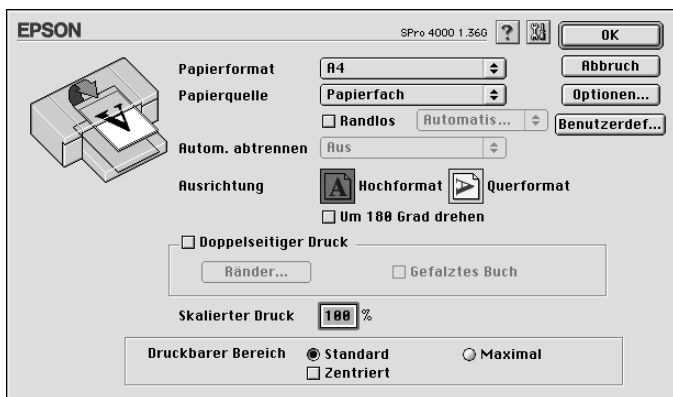 EPSON SPro 4000 1.36G ? OK
Papierformat A4 Abbruch
Papierquelle Papierfach Optionen...
Randlos Automatis... Benutzerdef...
Autom. abtrennen Aus
Ausrichtung A Hochformat A Querformat
Um 180 Grad drehen
Doppelseitiger Druck
Ränder... Gefalztes Buch
Skalierter Druck 100 %
Druckbarer Bereich Standard Maximal
Zentriert